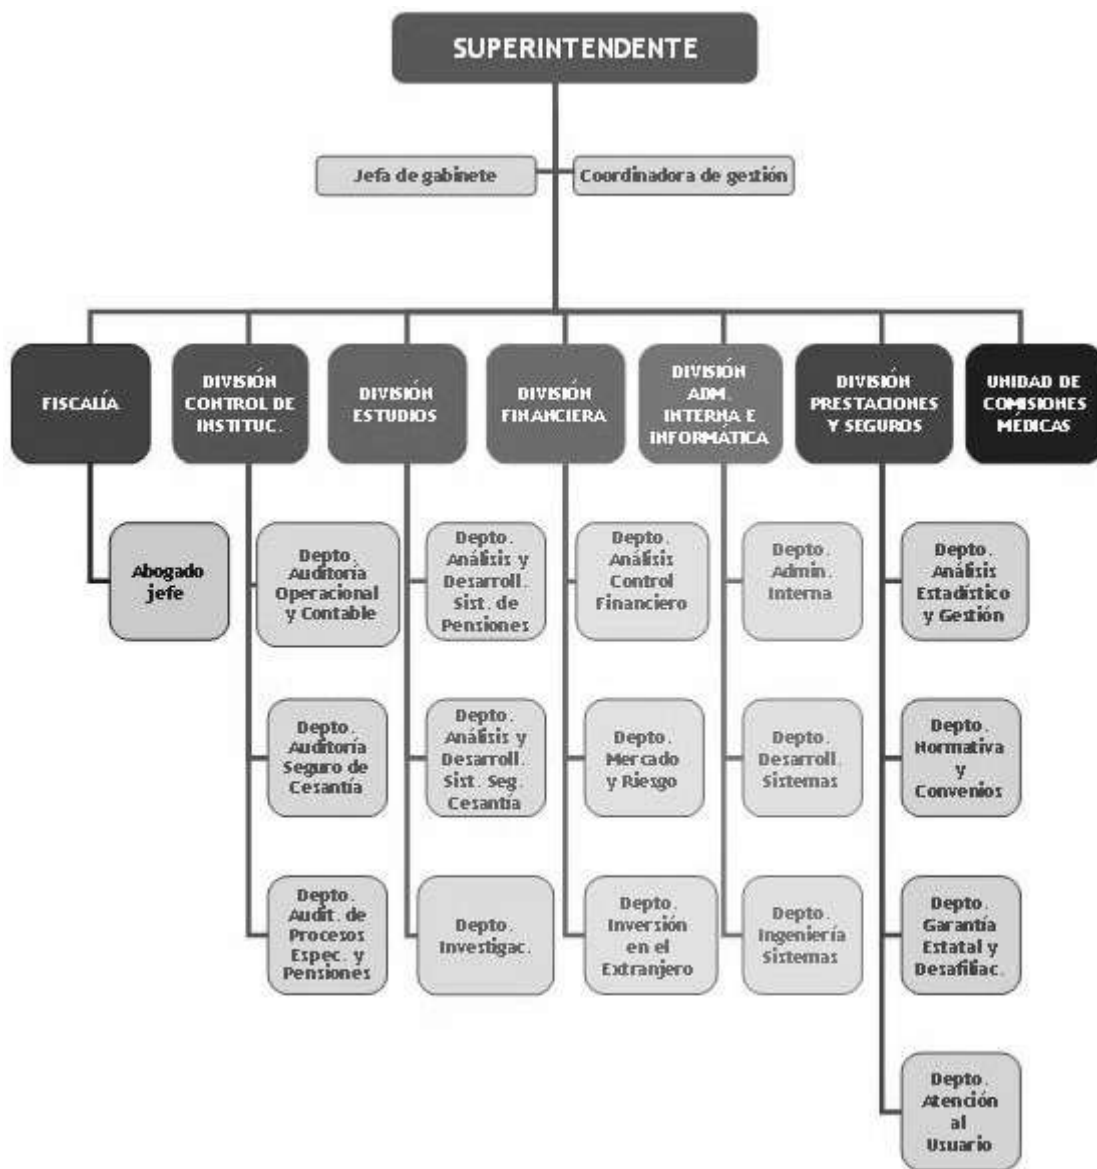 SUPERINTENDENTE
Jefa de gabinete
Coordinadora de gestión
FISCALÍA
DIVISIÓN
CONTROL DE
INSTITUC.
DIVISIÓN
ESTUDIOS
DIVISIÓN
FINANCIERA
DIVISIÓN
ADM.
INTERNA E
INFORMÁTICA
DIVISIÓN
PRESTACIONES
Y SEGUROS
UNIDAD DE
COMISIONES
MÉDICAS
Abogado
jefe
Depto.
Auditoría
Operacional
y Contable
Depto.
Análisis y
Desarroll.
Sist. de
Pensiones
Depto.
Análisis
Control
Financiero
Depto.
Admin.
Interna
Depto.
Análisis
Estadístico
y Gestión
Depto.
Auditoría
Seguro de
Cesantía
Depto.
Análisis y
Desarroll.
Sist. Seg.
Cesantía
Depto.
Mercado
y Riesgo
Depto.
Desarroll.
Sistemas
Depto.
Normativa
y
Convenios
Depto.
Audit. de
Procesos
Espec. y
Pensiones
Depto.
Investigac.
Depto.
Inversión
en el
Extranjero
Depto.
Ingeniería
Sistemas
Depto.
Garantía
Estatal y
Desafiliac.
Depto.
Atención
al
Usuario